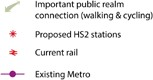 Important public realm
connection (walking & cycling)
Proposed HS2 stations
Current rail
Existing Metro